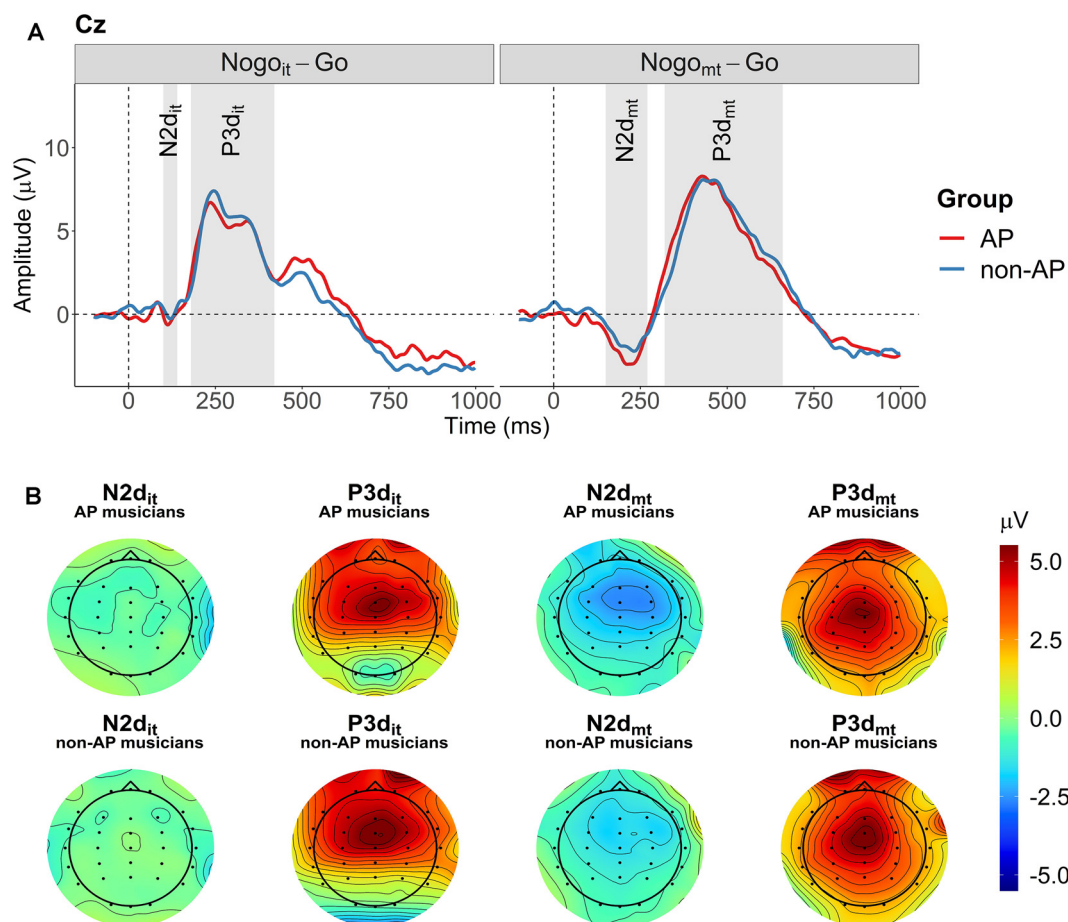 A
Cz
Nogoit – Go
Nogomt – Go
N2dit
P3dit
N2dmt
P3dmt
Amplitude (μV)
10
5
0
0 250 500 750 1000
0 250 500 750 1000
Time (ms)
Group
AP
non-AP
B
N2dit P3dit N2dmt P3dmt
AP musicians AP musicians AP musicians AP musicians
N2dit P3dit N2dmt P3dmt
non-AP musicians non-AP musicians non-AP musicians non-AP musicians
μV
5.0
2.5
0.0
-2.5
-5.0